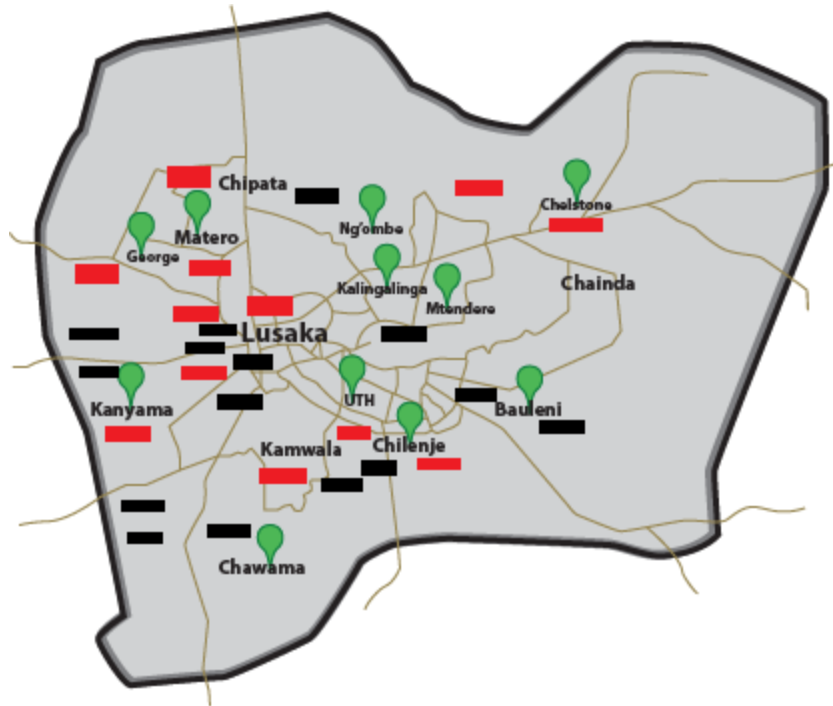 Chipata
Chelstone
Ng'ombe
Matero
George
Kalingalinga
Chainda
Mtendere
Lusaka
UTH
Kanyama
Bauleni
Kamwala
Chilenje
Chawama